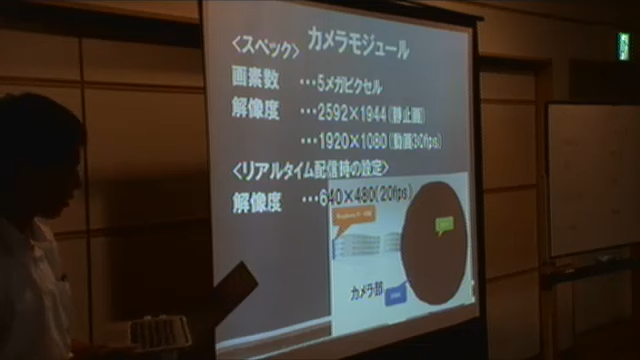 カメラモジュール
<スペック>
画素数 ･･･5メガピクセル
解像度 ･･･2592×1944(静止画)
･･･1920×1080(動画30fps)
<リアルタイム配信時の設定>
解像度 ･･･640×480(20fps)
カメラ部